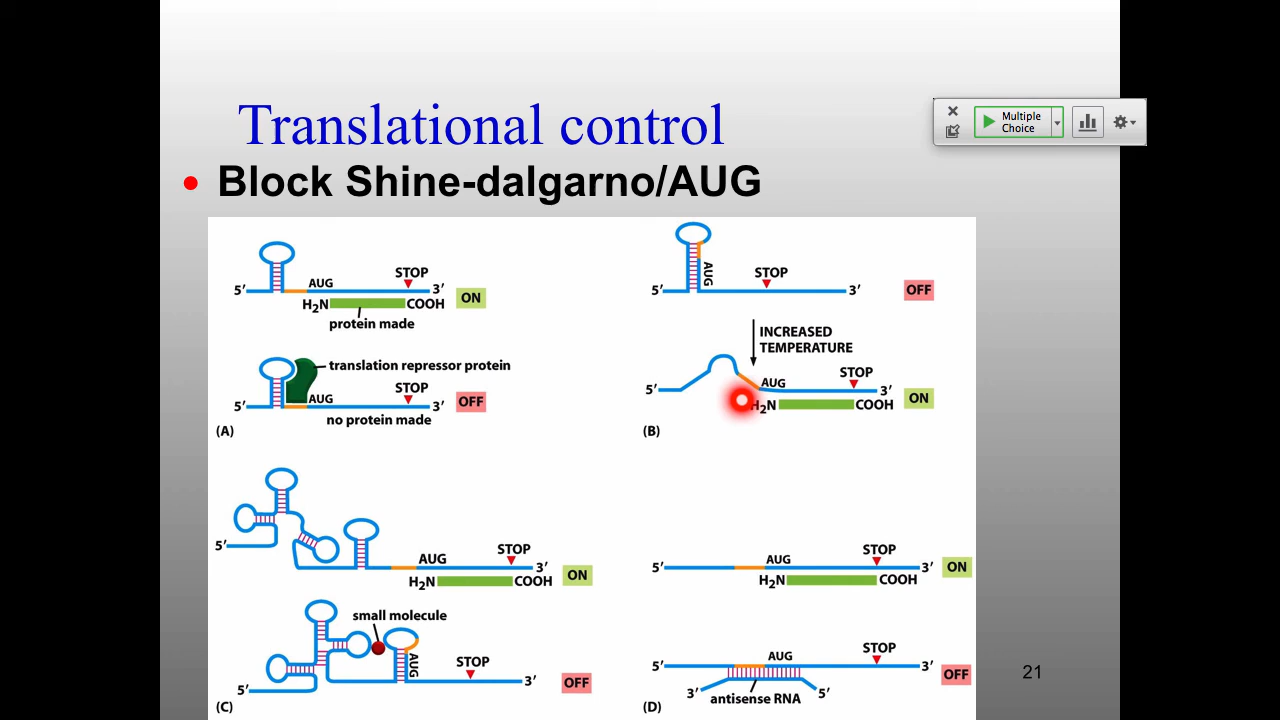 Translational control
Multiple
Choice
• Block Shine-dalgarno/AUG
5′ AUG STOP 3′
H2N COOH ON
protein made
translation repressor protein
5′ AUG STOP 3′ OFF
no protein made
(A)
AUG STOP
5′ 3′ OFF
INCREASED
TEMPERATURE
5′ AUG STOP 3′
H2N COOH ON
(B)
5′
AUG STOP 3′
H2N COOH ON
small molecule
AUG STOP
5′ 3′ OFF
(C)
5′ AUG STOP 3′ ON
H2N COOH
5′ AUG STOP 3′ OFF
3′ antisense RNA 5′
(D)
21